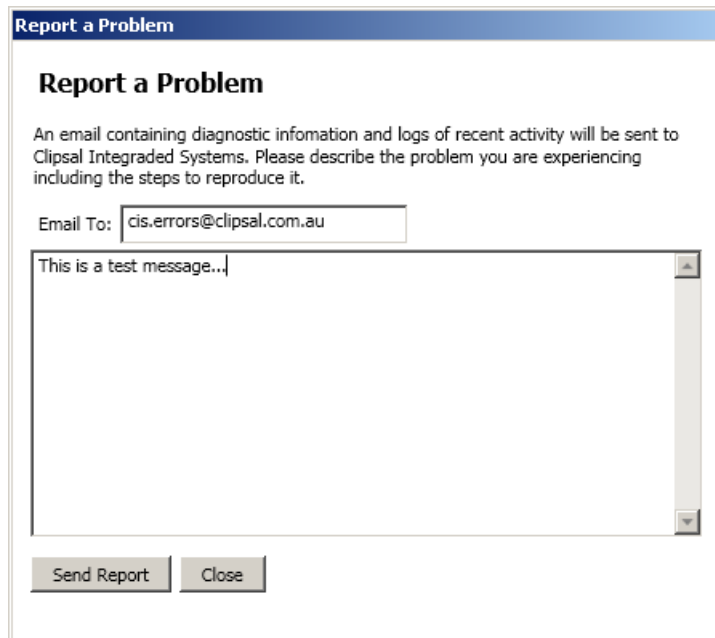 Report a Problem
Report a Problem
An email containing diagnostic infomation and logs of recent activity will be sent to
Clipsal Integraded Systems. Please describe the problem you are experiencing
including the steps to reproduce it.
Email To: cis.errors@clipsal.com.au
This is a test message...
Send Report Close